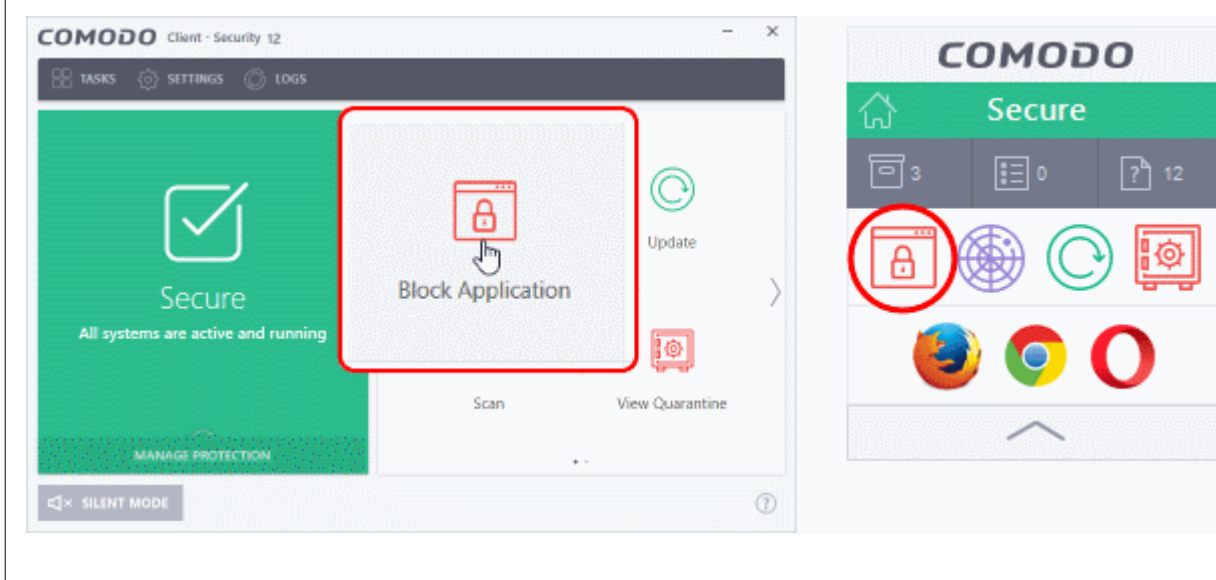 COMODO Client - Security 12
TASKS SETTINGS LOGS
Secure
All systems are active and running
MANAGE PROTECTION
Block Application
Update
Scan
View Quarantine
SILENT MODE
?
COMODO
Secure
3 0 ? 12